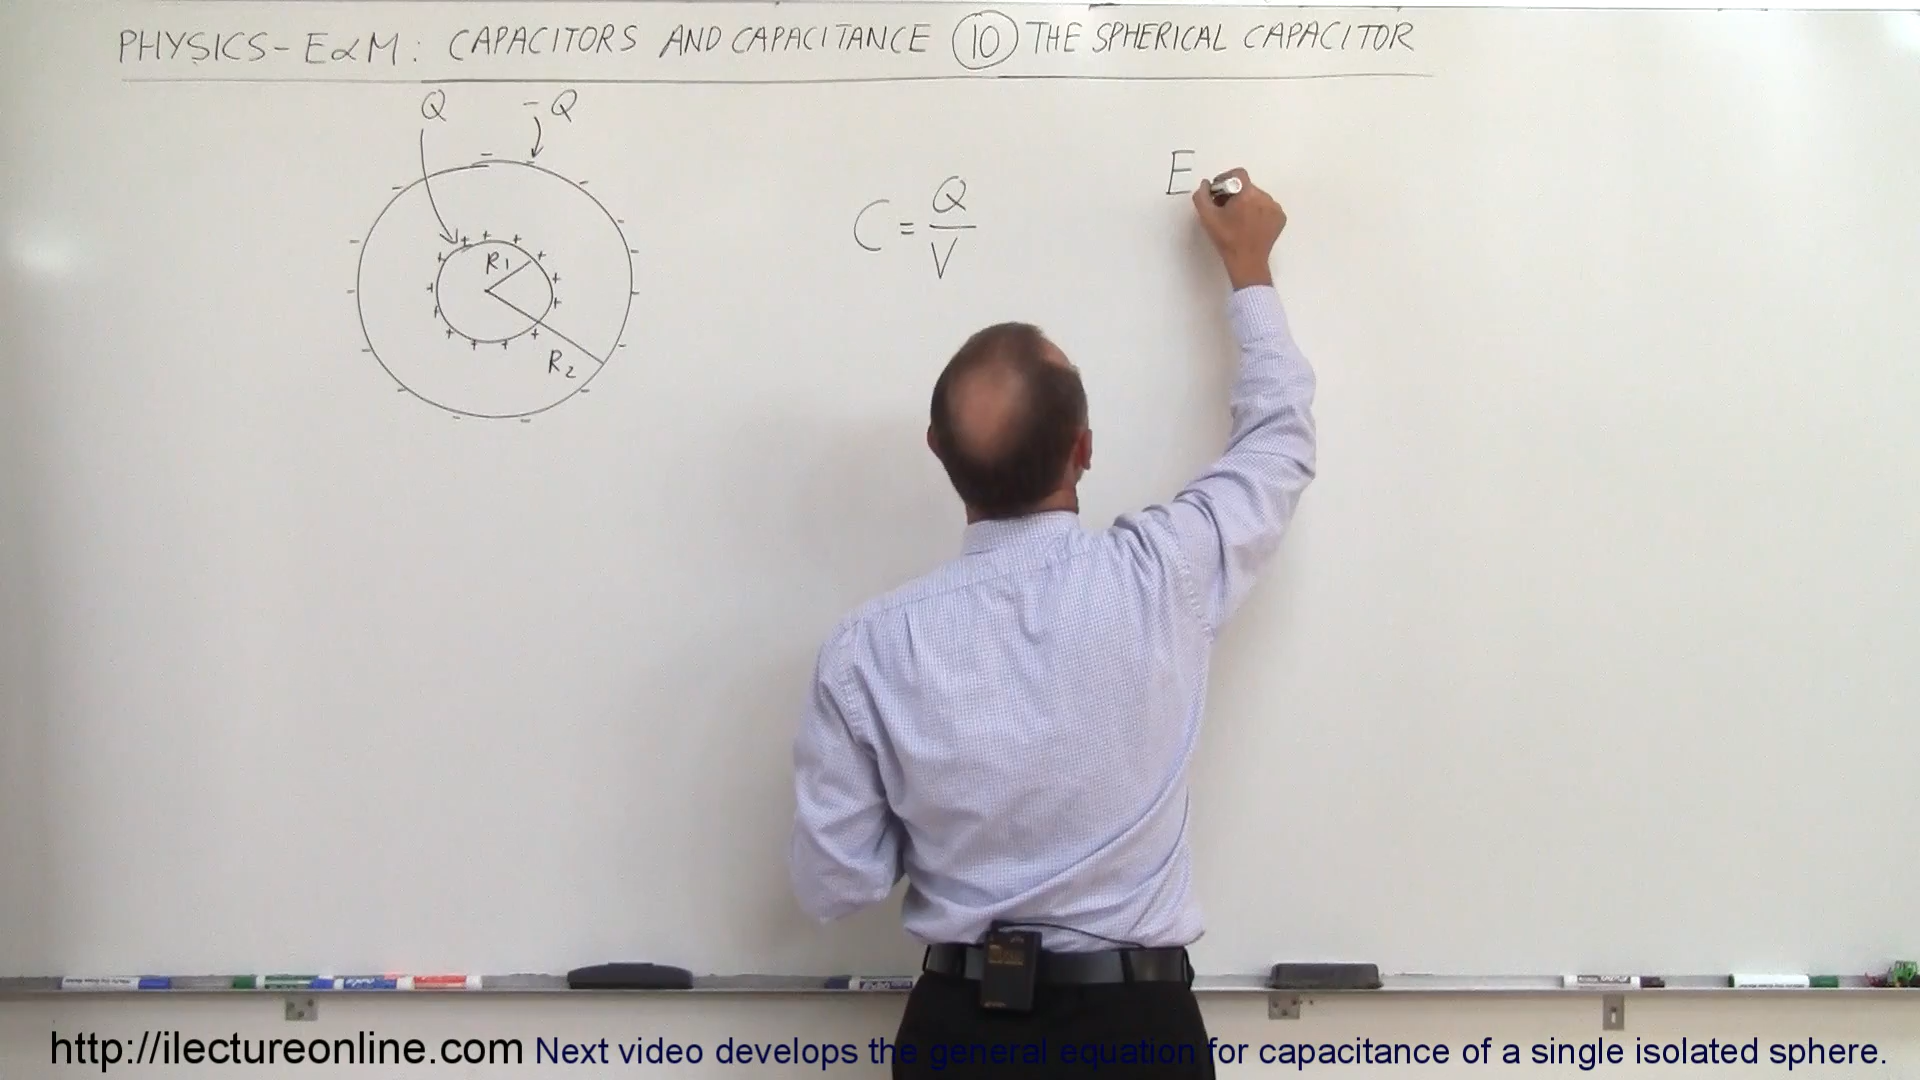 PHYSICS - E & M : CAPACITORS AND CAPACITANCE 10 THE SPHERICAL CAPACITOR
Q - Q
C = Q / V
E
R1
R2
http://ilectureonline.com Next video develops the general equation for capacitance of a single isolated sphere.